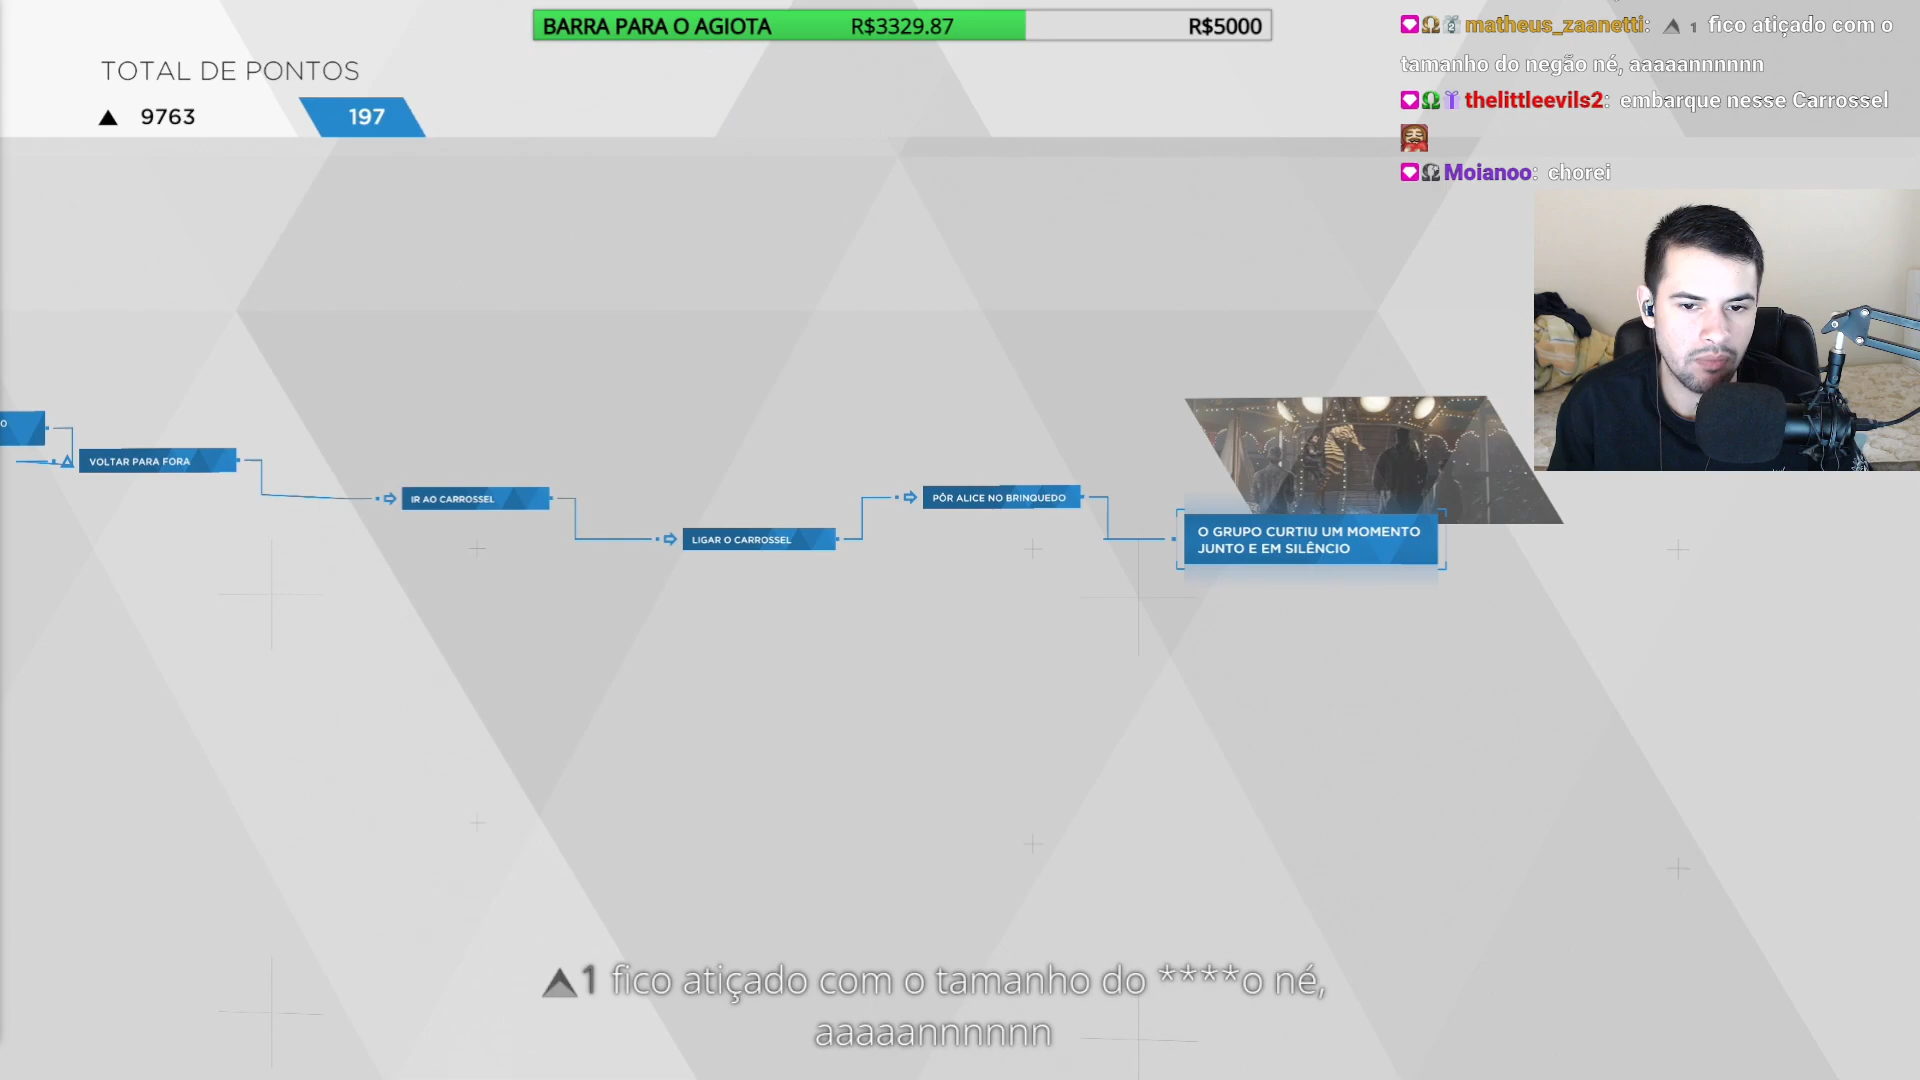 BARRA PARA O AGIOTA R$3329.87 R$5000
TOTAL DE PONTOS
9763 197
matheus_zaanetti: 1 fico atiçado com o
tamanho do negão né, aaaaannnnnn
thelittleevils2: embarque nesse Carrossel
Moianoo: chorei
O
VOLTAR PARA FORA
IR AO CARROSSEL
LIGAR O CARROSSEL
PÔR ALICE NO BRINQUEDO
O GRUPO CURTIU UM MOMENTO
JUNTO E EM SILÊNCIO
1 fico atiçado com o tamanho do ****o né,
aaaaannnnnn